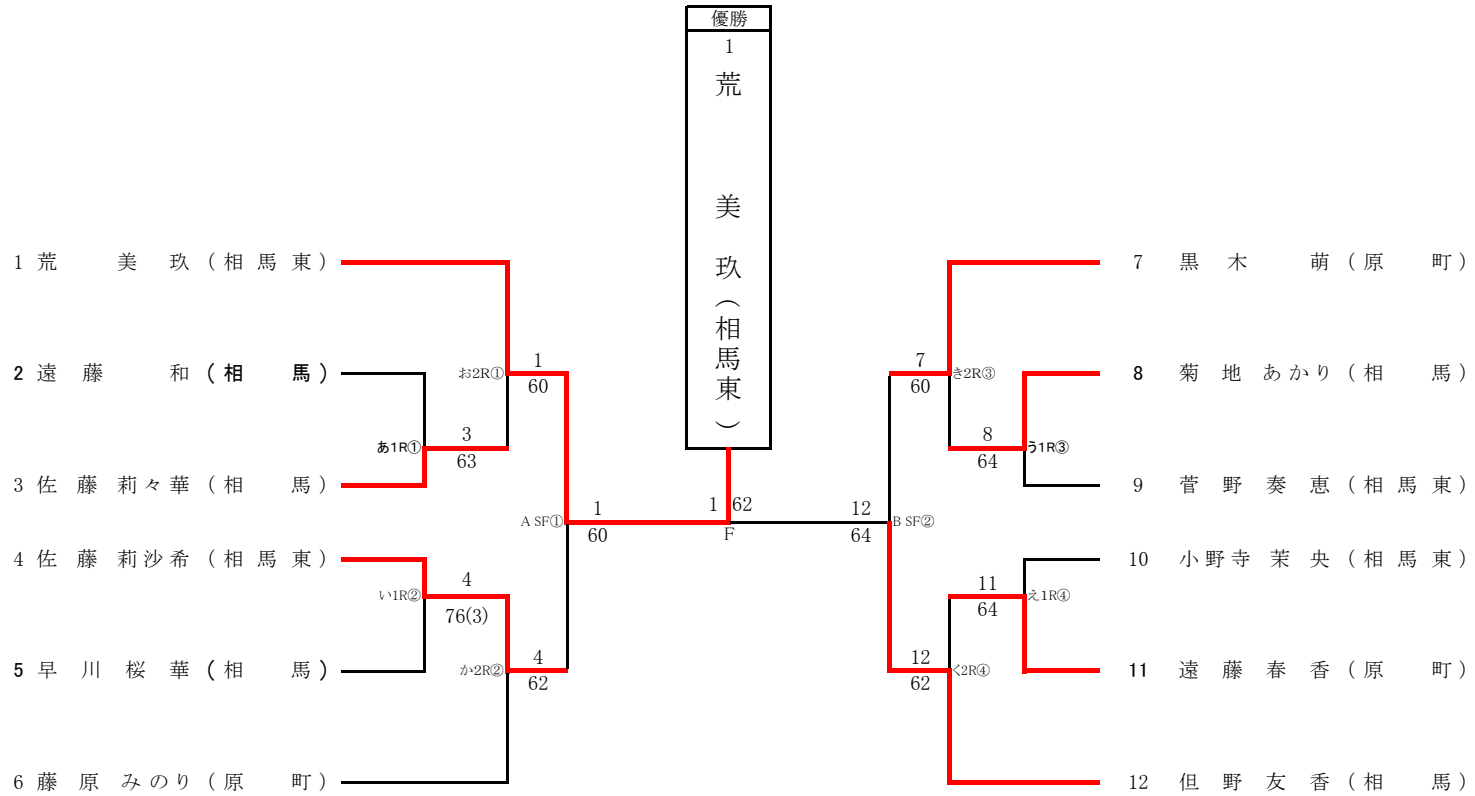 優勝
1
荒 美 玖 （相馬東）
1 荒 美 玖 （ 相 馬 東 ）
2 遠 藤 和 （ 相 馬 ）
3 佐 藤 莉々華 （ 相 馬 ）
4 佐 藤 莉沙希 （ 相 馬 東 ）
5 早 川 桜 華 （ 相 馬 ）
6 藤 原 みのり （ 原 町 ）
あ1R①
3
63
い1R②
4
76(3)
お2R①
1
60
か2R②
4
62
A SF①
1
60
1 62
F
12
64
B SF②
7
60
き2R③
8
64
う1R③
11
64
え1R④
12
62
く2R④
7 黒 木 萌 （ 原 町 ）
8 菊 地 あかり （ 相 馬 ）
9 菅 野 奏 恵 （ 相 馬 東 ）
10 小野寺 茉 央 （ 相 馬 東 ）
11 遠 藤 春 香 （ 原 町 ）
12 但 野 友 香 （ 相 馬 ）